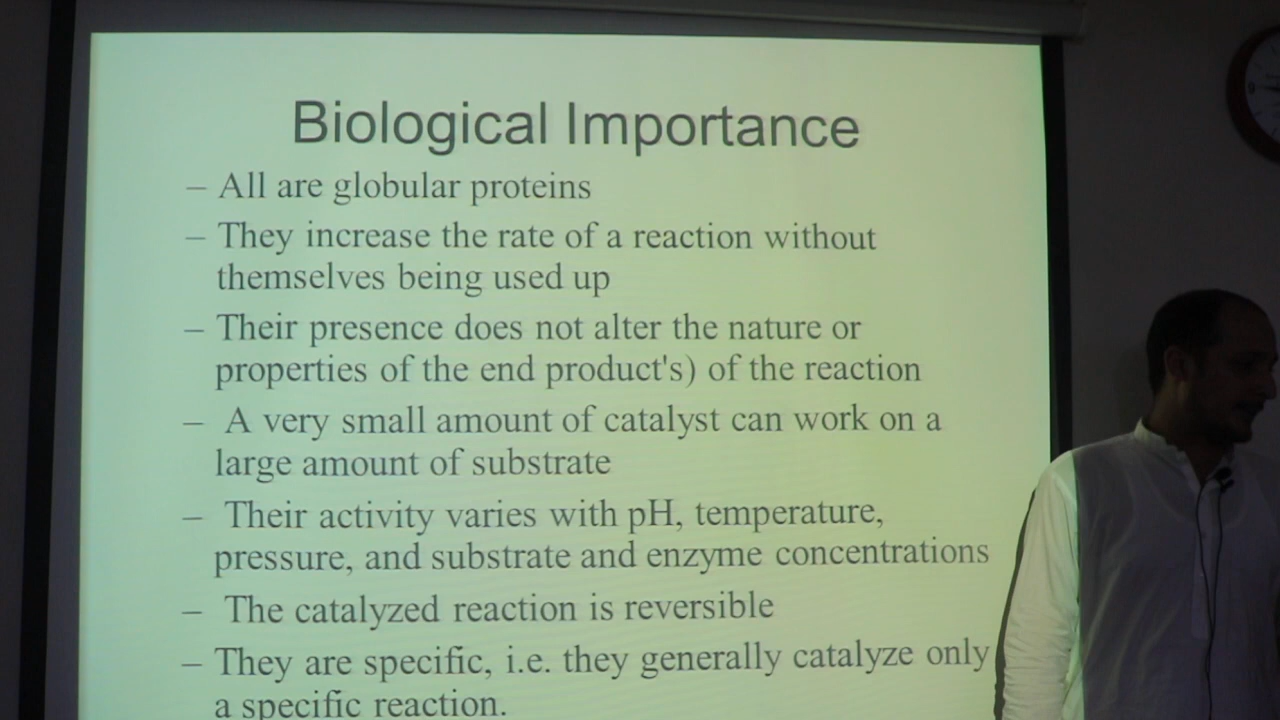 Biological Importance
– All are globular proteins
– They increase the rate of a reaction without
themselves being used up
– Their presence does not alter the nature or
properties of the end product's) of the reaction
– A very small amount of catalyst can work on a
large amount of substrate
– Their activity varies with pH, temperature,
pressure, and substrate and enzyme concentrations
– The catalyzed reaction is reversible
– They are specific, i.e. they generally catalyze only
a specific reaction.